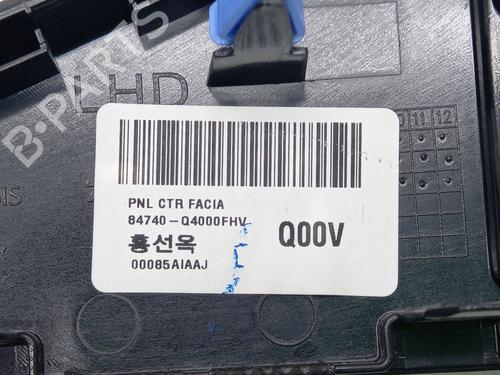 B-PARTS
LHD
10 11 12
PNL CTR FACIA
84740-Q4000FHV
홍선옥
Q00V
00085AIAAJ